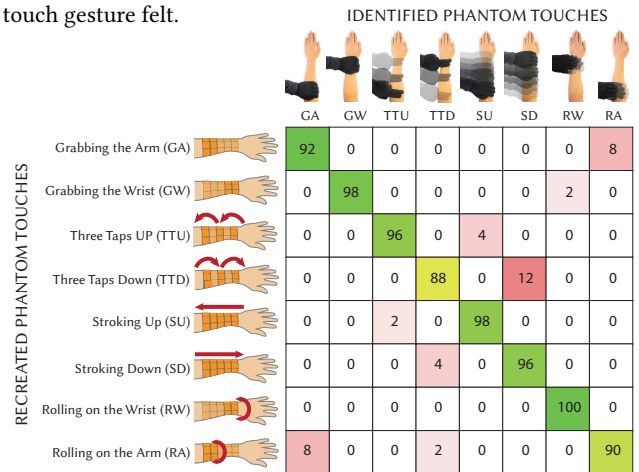 touch gesture felt.
IDENTIFIED PHANTOM TOUCHES
GA GW TTU TTD SU SD RW RA
RECREATED PHANTOM TOUCHES
Grabbing the Arm (GA) 92 0 0 0 0 0 0 8
Grabbing the Wrist (GW) 0 98 0 0 0 0 2 0
Three Taps UP (TTU) 0 0 96 0 4 0 0 0
Three Taps Down (TTD) 0 0 0 88 0 12 0 0
Stroking Up (SU) 0 0 2 0 98 0 0 0
Stroking Down (SD) 0 0 0 4 0 96 0 0
Rolling on the Wrist (RW) 0 0 0 0 0 0 100 0
Rolling on the Arm (RA) 8 0 0 2 0 0 0 90